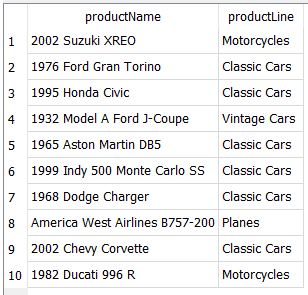 productName productLine
1 2002 Suzuki XREO Motorcycles
2 1976 Ford Gran Torino Classic Cars
3 1995 Honda Civic Classic Cars
4 1932 Model A Ford J-Coupe Vintage Cars
5 1965 Aston Martin DB5 Classic Cars
6 1999 Indy 500 Monte Carlo SS Classic Cars
7 1968 Dodge Charger Classic Cars
8 America West Airlines B757-200 Planes
9 2002 Chevy Corvette Classic Cars
10 1982 Ducati 996 R Motorcycles